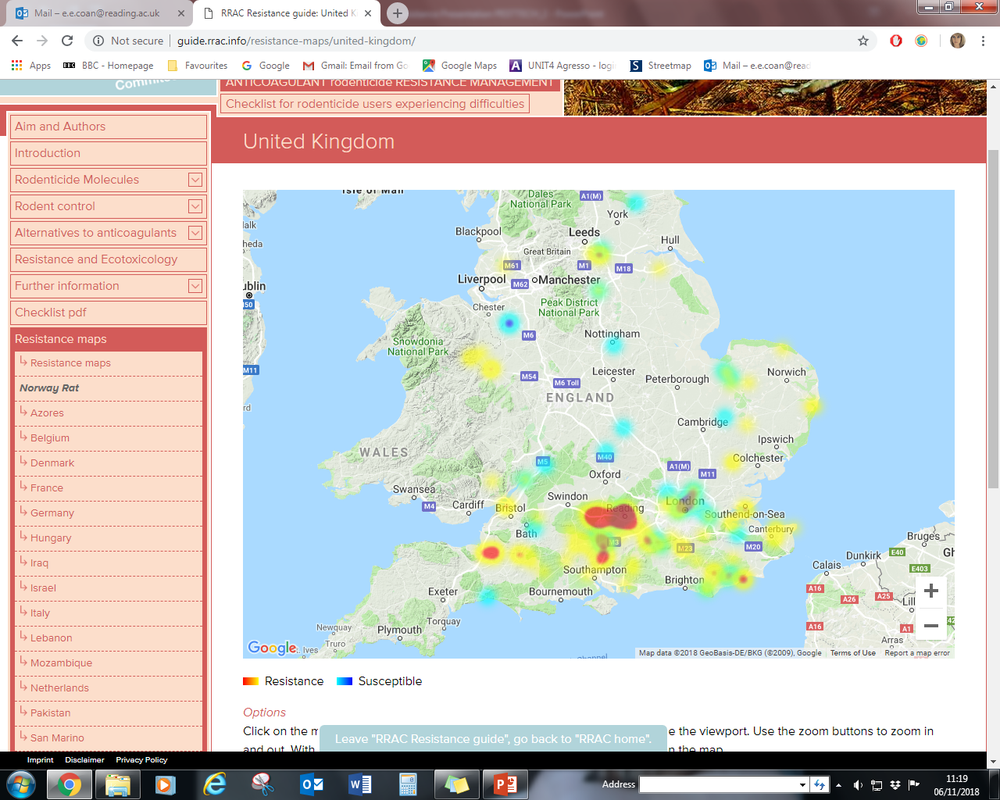 Mail – e.e.coan@reading.ac.uk
RRAC Resistance guide: United K
Not secure
guide.rrac.info/resistance-maps/united-kingdom/
Apps
BBC - Homepage
Favourites
Google
Gmail: Email from Go
Google Maps
UNIT4 Agresso - login
Streetmap
Mail – e.e.coan@read
ANTICOAGULANT rodenticide RESISTANCE MANAGEMENT
Checklist for rodenticide users experiencing difficulties
Aim and Authors
Introduction
Rodenticide Molecules
Rodent control
Alternatives to anticoagulants
Resistance and Ecotoxicology
Further information
Checklist pdf
Resistance maps
Resistance maps
Norway Rat
Azores
Belgium
Denmark
France
Germany
Hungary
Iraq
Israel
Italy
Lebanon
Mozambique
Netherlands
Pakistan
San Marino
United Kingdom
Isle of Man
Dales
National Park
A1(M)
York
Blackpool
Leeds
Hull
Great Britain
M61
M1
M18
Liverpool
M62
Manchester
Chester
Peak District
National Park
M6
Nottingham
Snowdonia
National Park
M11
M54
Leicester
M6 Toll
Peterborough
Norwich
ENGLAND
Cambridge
Ipswich
WALES
M5
M40
Colchester
Oxford
A1(M)
M11
Swansea
M4
Cardiff
Swindon
Bristol
Reading
London
Southend-on-Sea
Bath
Canterbury
M3
M23
M20
Southampton
Brighton
Exeter
Bournemouth
Torquay
Newquay
Plymouth
Truro
St. Ives
Bruges
Dunkirk
E40
Calais
E403
A16
A26
A25
A16
A1
E42
Arras
Google
Map data ©2018 GeoBasis-DE/BKG (©2009), Google
Terms of Use
Report a map error
Resistance
Susceptible
Options
Click on the m
e the viewport. Use the zoom buttons to zoom in
and out. With
n the map
Leave "RRAC Resistance guide", go back to "RRAC home".
Imprint
Disclaimer
Privacy Policy
Address
11:19
06/11/2018